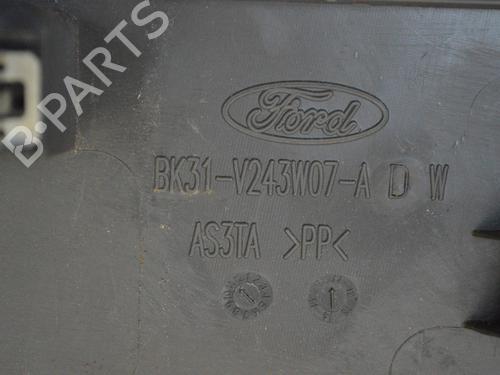 Ford
BK31-V243W07-A D W
AS3TA >PP<
B-PARTS